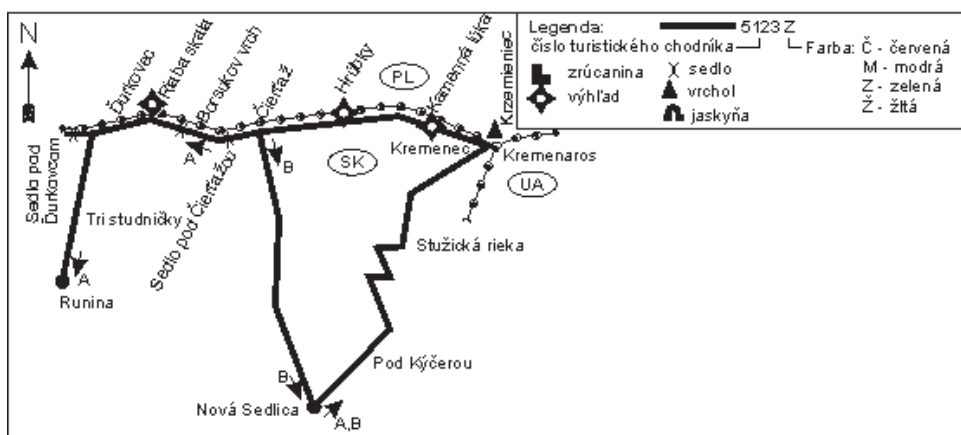 N
Sedlo pod
Ďurkovcom
Ďurkovec
Riaba skala
Borsukov vrch
Sedlo pod Čierťažou
Čierťaž
Hrúbky
PL
Kamenná lúka
Krzemieniec
Kremenec
Kremenaros
SK
UA
A
B
Tri studničky
A
Runina
Stužická rieka
Pod Kýčerou
B
Nová Sedlica
A,B
Legenda:
5123 Z
číslo turistického chodníka
Farba:
Č - červená
M - modrá
Z - zelená
Ž - žltá
zrúcanina
výhľad
sedlo
vrchol
jaskyňa